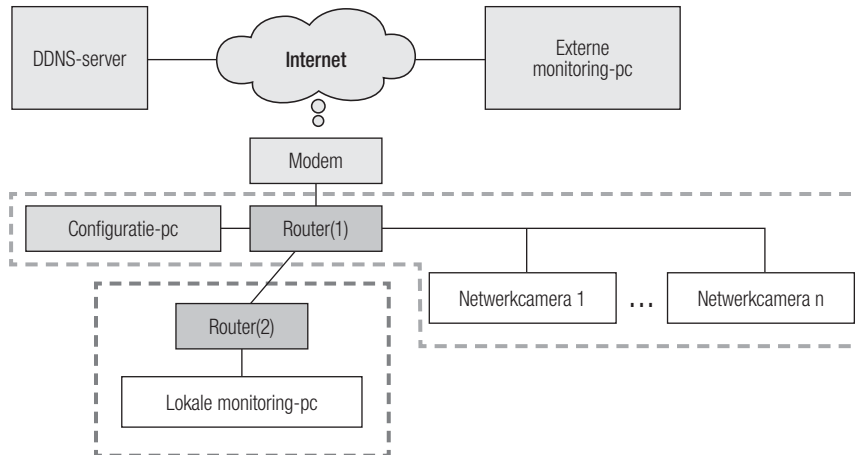 DDNS-server
Internet
Externe
monitoring-pc
Modem
Configuratie-pc
Router(1)
Netwerkcamera 1
...
Netwerkcamera n
Router(2)
Lokale monitoring-pc